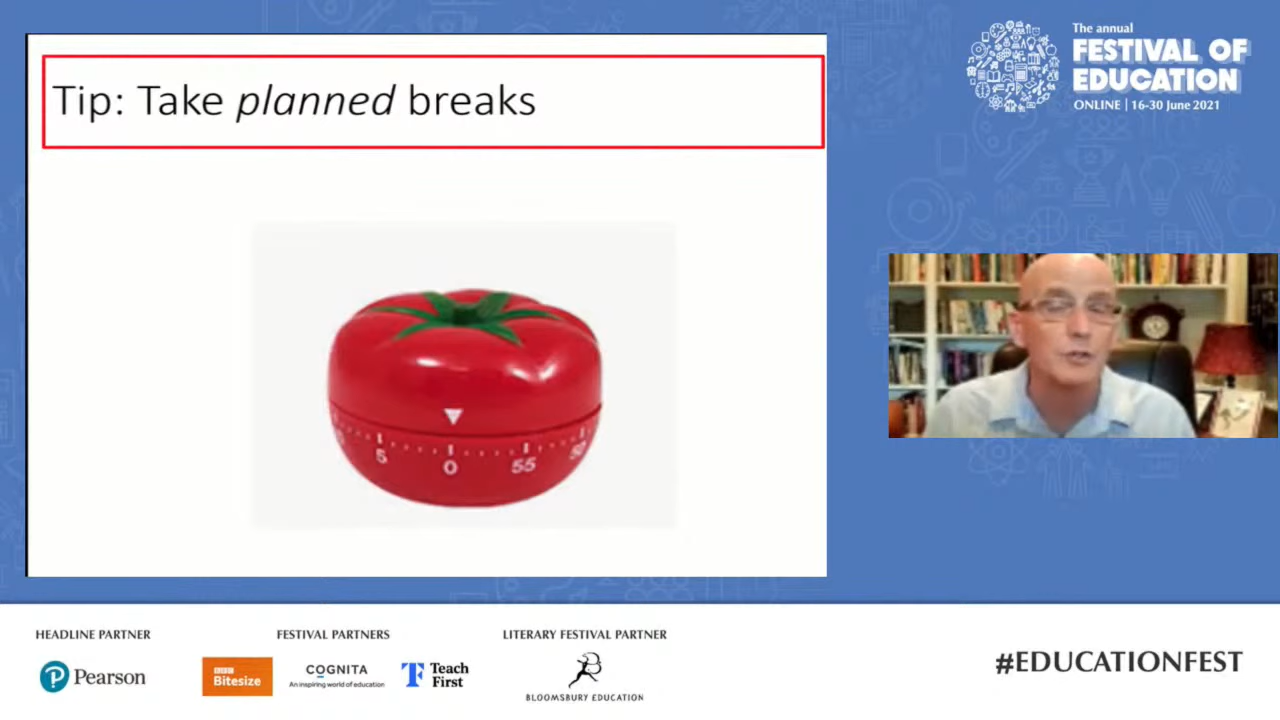 Tip: Take planned breaks
5
0
55
The annual
FESTIVAL OF
EDUCATION
ONLINE | 16-30 June 2021
HEADLINE PARTNER
Pearson
FESTIVAL PARTNERS
BBC
Bitesize
COGNITA
An inspiring world of education
Teach
First
LITERARY FESTIVAL PARTNER
BLOOMSBURY EDUCATION
#EDUCATIONFEST